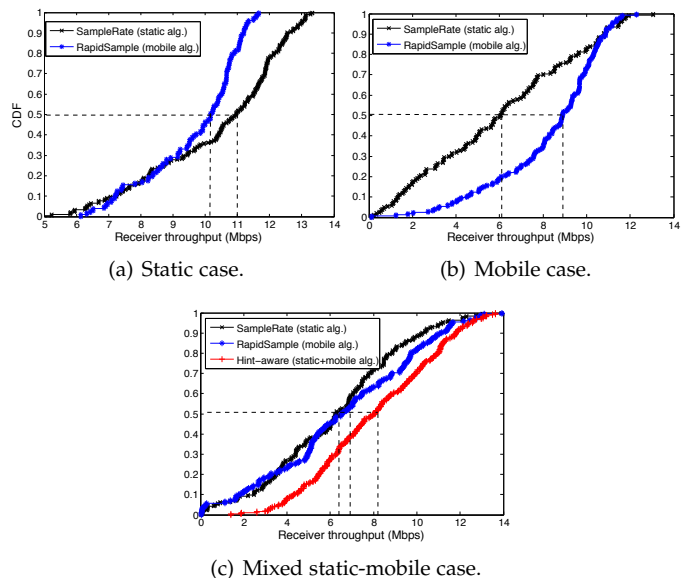 SampleRate (static alg.)
RapidSample (mobile alg.)
CDF
1
0.9
0.8
0.7
0.6
0.5
0.4
0.3
0.2
0.1
0
5 6 7 8 9 10 11 12 13 14
Receiver throughput (Mbps)
(a) Static case.
SampleRate (static alg.)
RapidSample (mobile alg.)
1
0.9
0.8
0.7
0.6
0.5
0.4
0.3
0.2
0.1
0
0 2 4 6 8 10 12 14
Receiver throughput (Mbps)
(b) Mobile case.
SampleRate (static alg.)
RapidSample (mobile alg.)
Hint-aware (static+mobile alg.)
1
0.9
0.8
0.7
0.6
0.5
0.4
0.3
0.2
0.1
0
0 2 4 6 8 10 12 14
Receiver throughput (Mbps)
(c) Mixed static-mobile case.